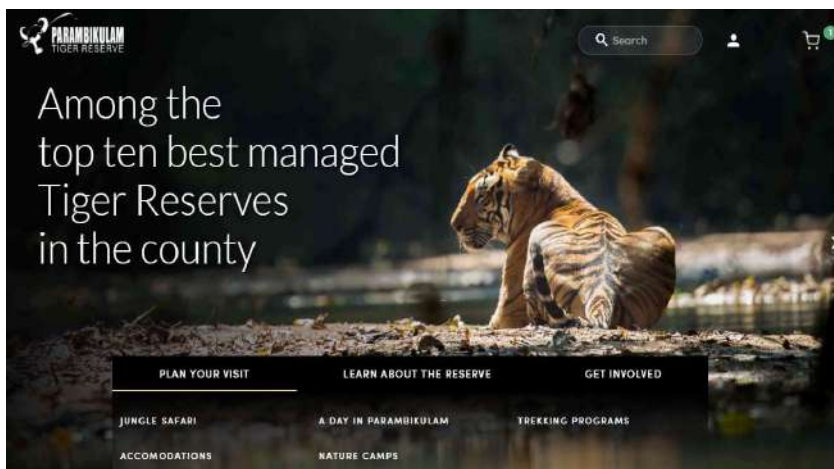 PARAMBIKULAM
TIGER RESERVE
Search
1
Among the
top ten best managed
Tiger Reserves
in the county
PLAN YOUR VISIT LEARN ABOUT THE RESERVE GET INVOLVED
JUNGLE SAFARI A DAY IN PARAMBIKULAM TREKKING PROGRAMS
ACCOMODATIONS NATURE CAMPS